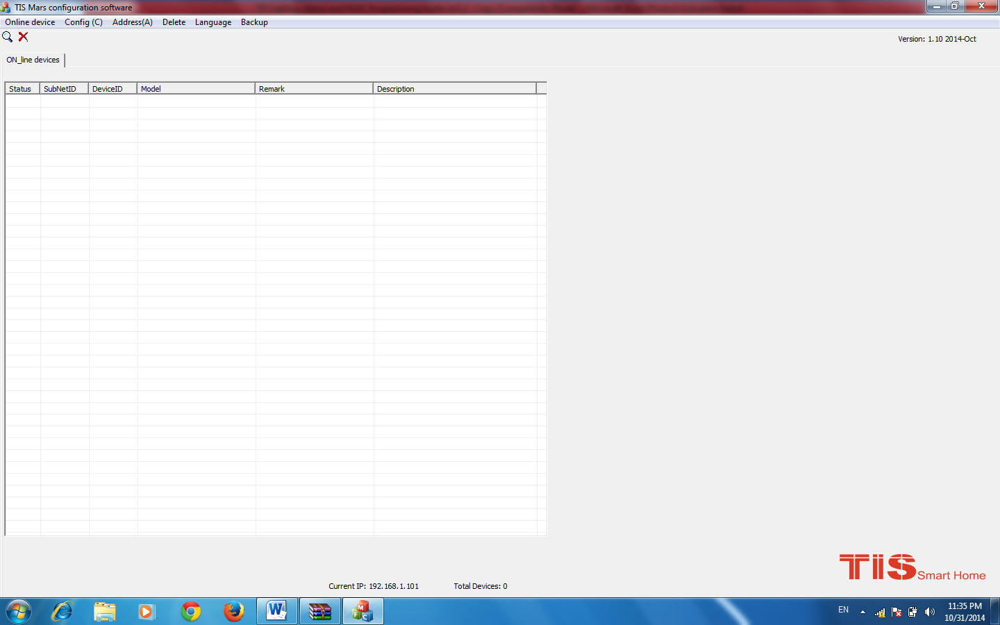 TIS Mars configuration software
Online device Config (C) Address(A) Delete Language Backup
Version: 1.10 2014-Oct
ON_line devices
Status SubNetID DeviceID Model Remark Description
TIS Smart Home
Current IP: 192.168.1.101 Total Devices: 0
W
M
F C
EN
11:35 PM
10/31/2014